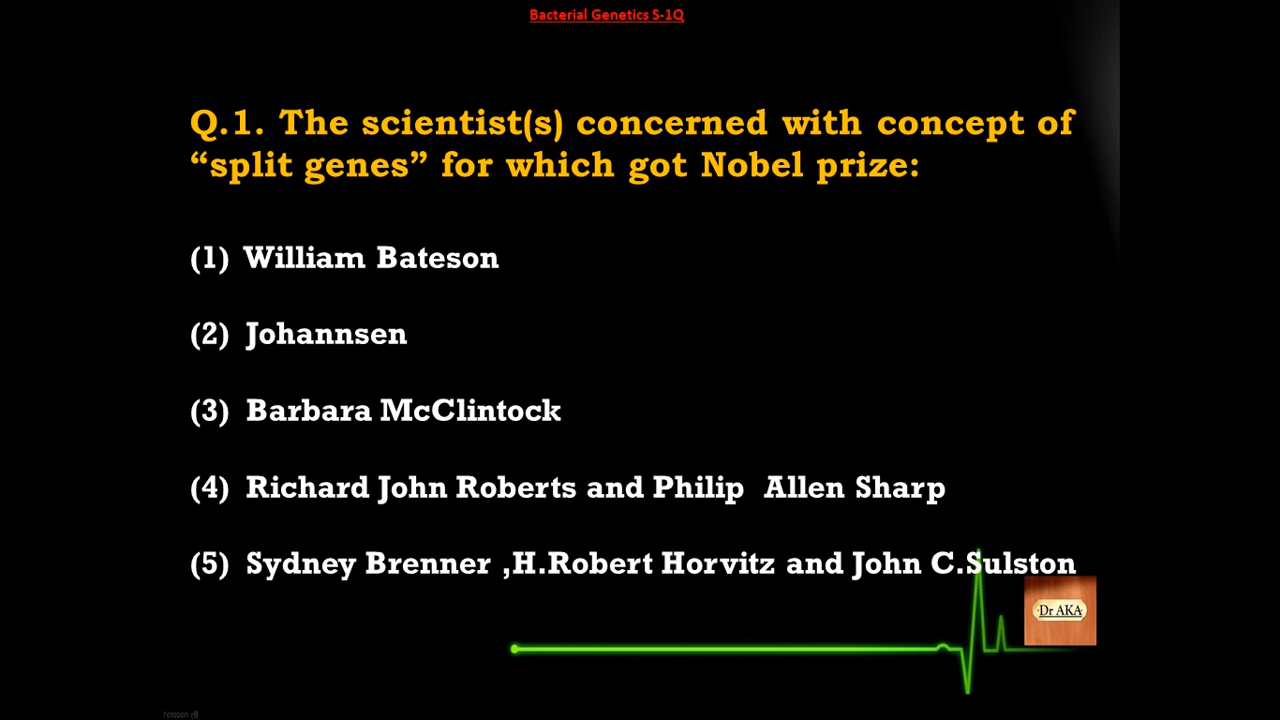 Bacterial Genetics S-1Q
Q.1. The scientist(s) concerned with concept of
“split genes” for which got Nobel prize:
(1) William Bateson
(2) Johannsen
(3) Barbara McClintock
(4) Richard John Roberts and Philip Allen Sharp
(5) Sydney Brenner ,H.Robert Horvitz and John C.Sulston
Dr AKA